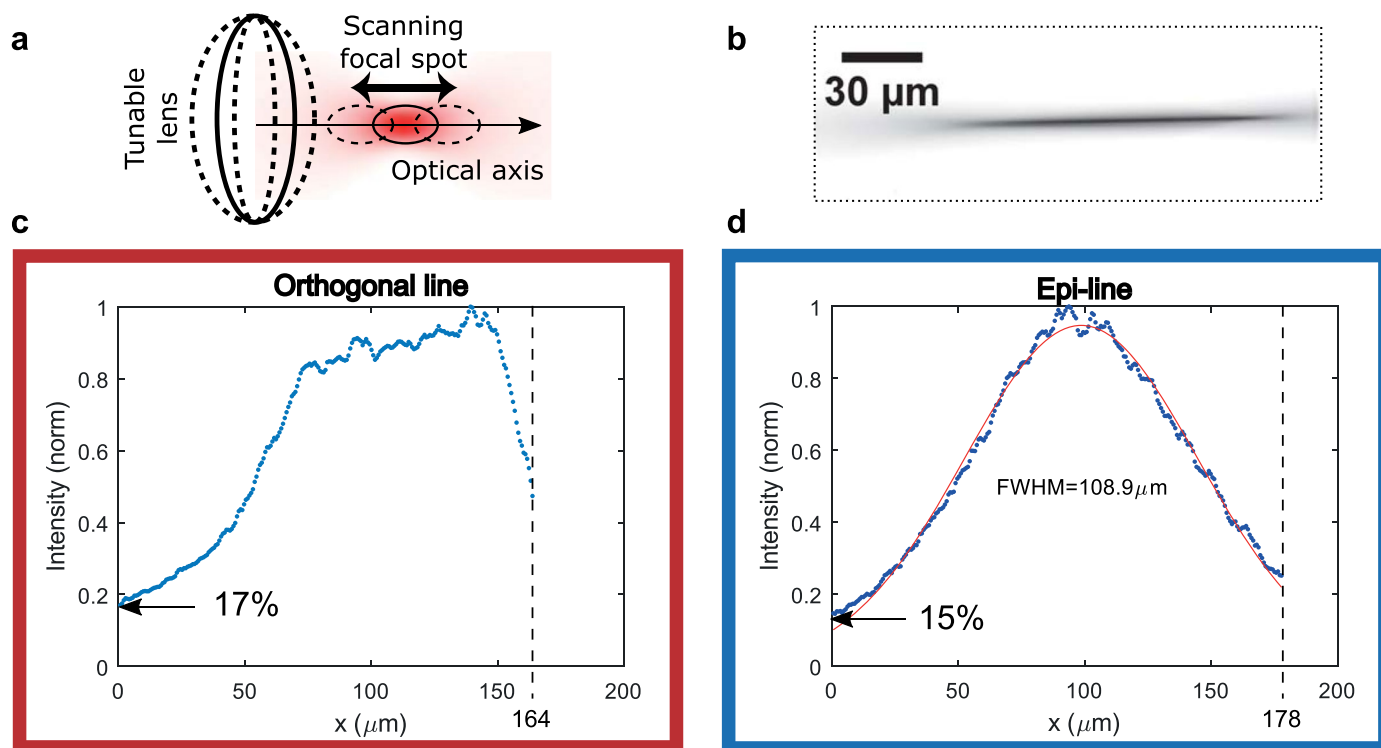 a
Scanning
focal spot
Tunable
lens
Optical axis
b
30 μm
c
Orthogonal line
1
0.8
0.6
0.4
0.2
0
Intensity (norm)
17%
0
50
100
150
200
164
x (μm)
d
Epi-line
1
0.8
0.6
0.4
0.2
0
Intensity (norm)
FWHM=108.9μm
15%
0
50
100
150
200
178
x (μm)